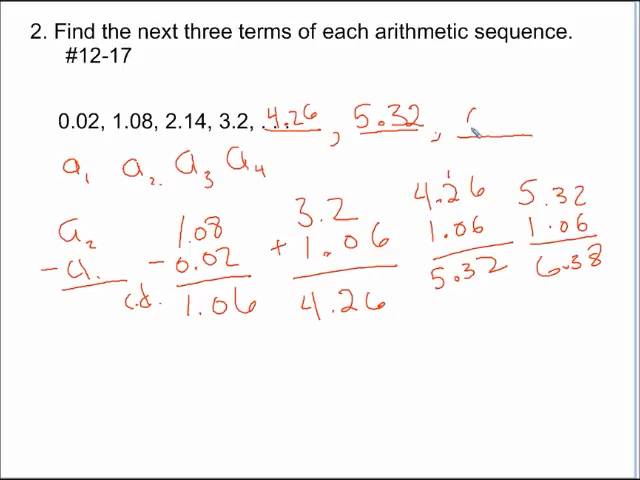 2. Find the next three terms of each arithmetic sequence.
#12-17
0.02, 1.08, 2.14, 3.2, . . . 4.26 , 5.32 ,
a₁ a₂. a₃ a₄
a₂ 1.08 3.2 4.26 5.32
- a₁. - 0.02 + 1.06 1.06 1.06
c.d. 1.06 4.26 5.32 6.38